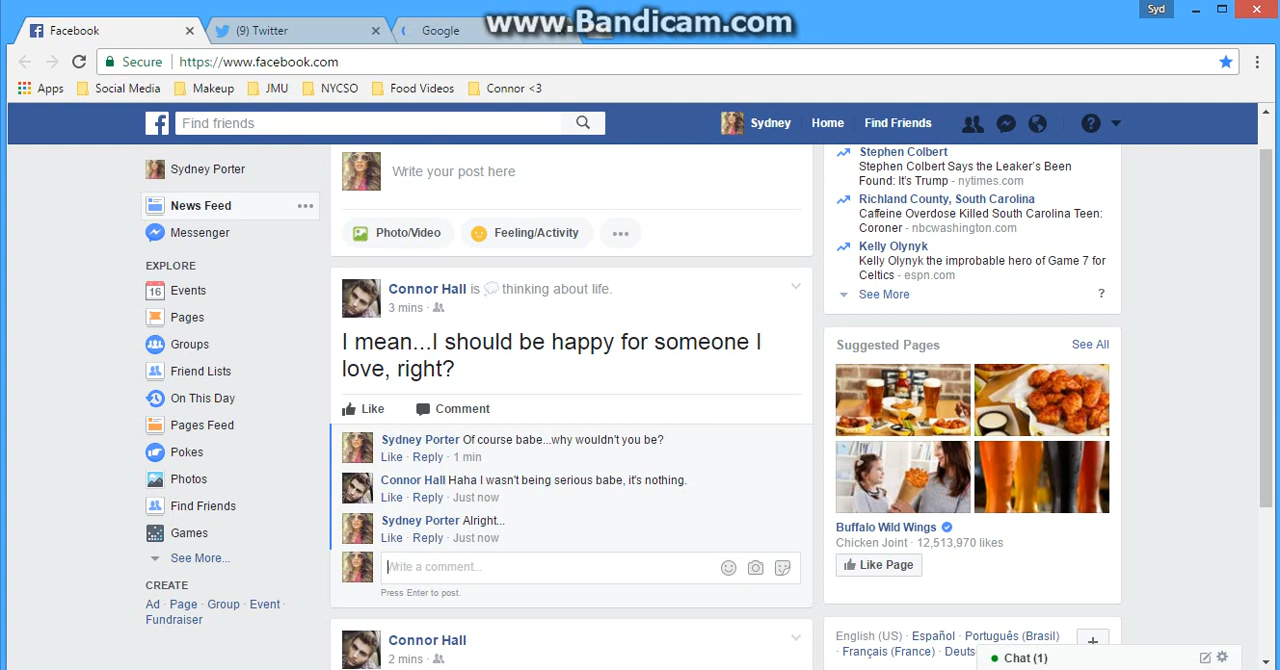 www.Bandicam.com
Syd
Facebook
(9) Twitter
Google
Secure
https://www.facebook.com
Apps
Social Media
Makeup
JMU
NYCSO
Food Videos
Connor <3
Find friends
Sydney
Home
Find Friends
Sydney Porter
News Feed
Messenger
EXPLORE
16
Events
Pages
Groups
Friend Lists
On This Day
Pages Feed
Pokes
Photos
Find Friends
Games
See More...
CREATE
Ad · Page · Group · Event ·
Fundraiser
Write your post here
Photo/Video
Feeling/Activity
Connor Hall is thinking about life.
3 mins ·
I mean...I should be happy for someone I
love, right?
Like
Comment
Sydney Porter Of course babe...why wouldn't you be?
Like · Reply · 1 min
Connor Hall Haha I wasn't being serious babe, it's nothing.
Like · Reply · Just now
Sydney Porter Alright...
Like · Reply · Just now
Write a comment...
Press Enter to post.
Connor Hall
2 mins ·
Stephen Colbert
Stephen Colbert Says the Leaker's Been
Found: It's Trump - nytimes.com
Richland County, South Carolina
Caffeine Overdose Killed South Carolina Teen:
Coroner - nbcwashington.com
Kelly Olynyk
Kelly Olynyk the improbable hero of Game 7 for
Celtics - espn.com
See More
?
Suggested Pages
See All
Buffalo Wild Wings
Chicken Joint · 12,513,970 likes
Like Page
English (US) · Español · Português (Brasil)
· Français (France) · Deuts
+
Chat (1)